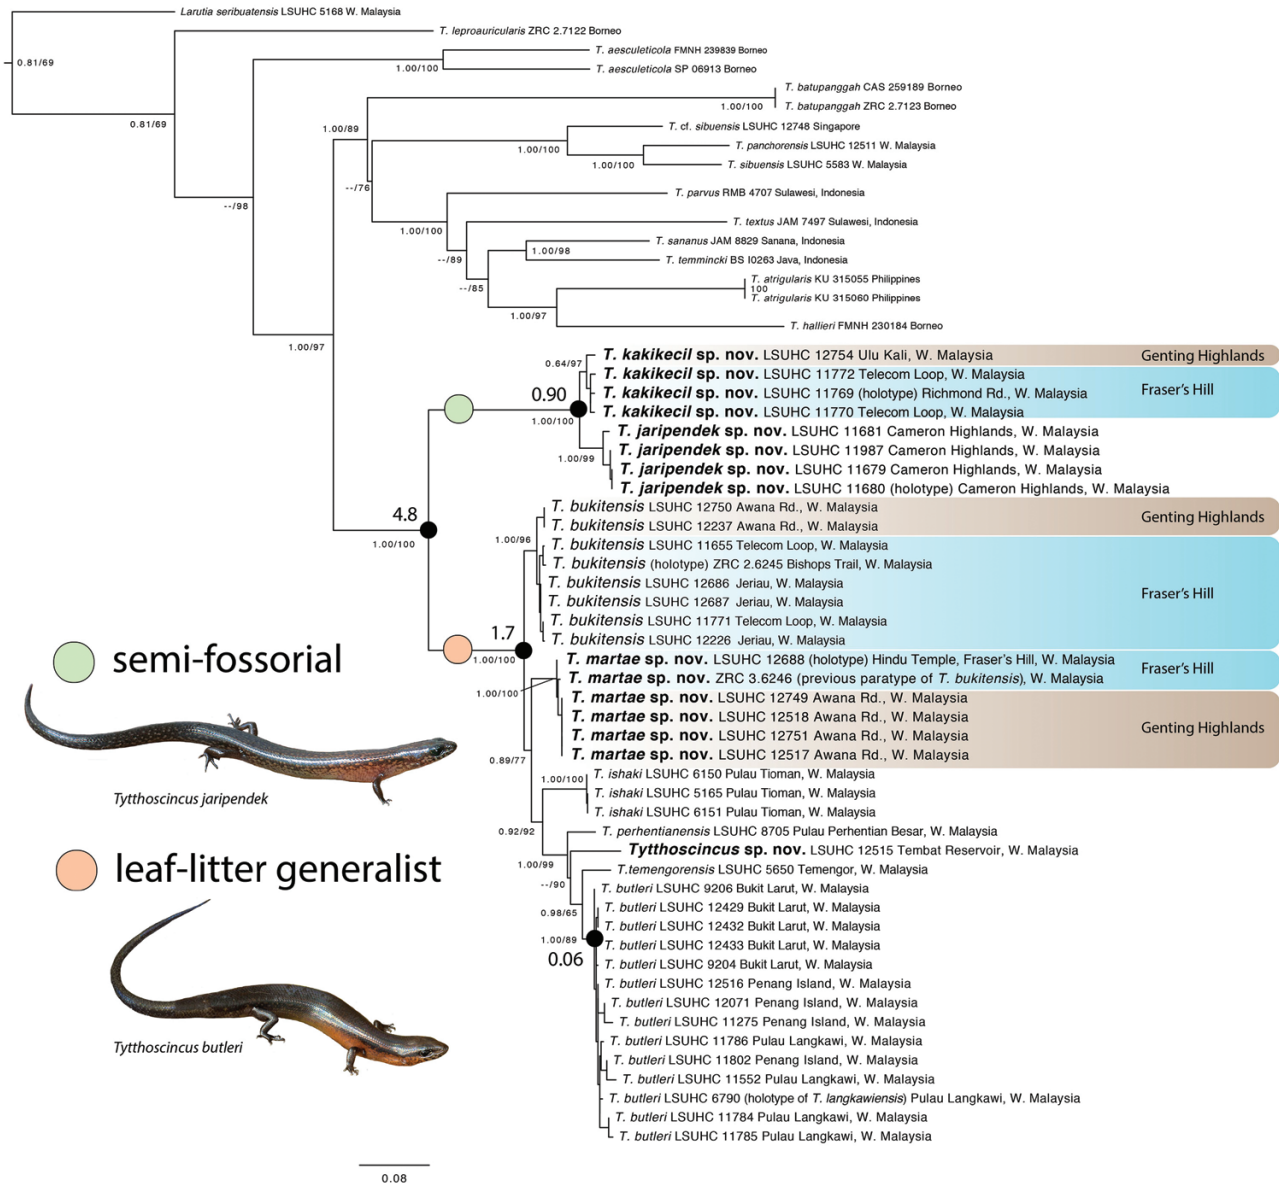 Larutia seribuatensis LSUHC 5168 W. Malaysia
T. leproauricularis ZRC 2.7122 Borneo
T. aesculeticola FMNH 239839 Borneo
0.81/69
1.00/100
T. aesculeticola SP 06913 Borneo
T. batupanggah CAS 259189 Borneo
1.00/100
T. batupanggah ZRC 2.7123 Borneo
0.81/69
1.00/89
T. cf. sibuensis LSUHC 12748 Singapore
T. panchorensis LSUHC 12511 W. Malaysia
1.00/100
1.00/100
T. sibuensis LSUHC 5583 W. Malaysia
--/76
T. parvus RMB 4707 Sulawesi, Indonesia
--/98
T. textus JAM 7497 Sulawesi, Indonesia
1.00/100
T. sananus JAM 8829 Sanana, Indonesia
1.00/98
--/89
T. temmincki BS I0263 Java, Indonesia
T. atrigularis KU 315055 Philippines
--/85
100
T. atrigularis KU 315060 Philippines
1.00/97
T. hallieri FMNH 230184 Borneo
1.00/97
T. kakikecil sp. nov. LSUHC 12754 Ulu Kali, W. Malaysia
Genting Highlands
0.64/97
T. kakikecil sp. nov. LSUHC 11772 Telecom Loop, W. Malaysia
T. kakikecil sp. nov. LSUHC 11769 (holotype) Richmond Rd., W. Malaysia
Fraser's Hill
0.90
T. kakikecil sp. nov. LSUHC 11770 Telecom Loop, W. Malaysia
1.00/100
T. jaripendek sp. nov. LSUHC 11681 Cameron Highlands, W. Malaysia
T. jaripendek sp. nov. LSUHC 11987 Cameron Highlands, W. Malaysia
1.00/99
T. jaripendek sp. nov. LSUHC 11679 Cameron Highlands, W. Malaysia
T. jaripendek sp. nov. LSUHC 11680 (holotype) Cameron Highlands, W. Malaysia
T. bukitensis LSUHC 12750 Awana Rd., W. Malaysia
Genting Highlands
4.8
T. bukitensis LSUHC 12237 Awana Rd., W. Malaysia
1.00/100
1.00/96
T. bukitensis LSUHC 11655 Telecom Loop, W. Malaysia
T. bukitensis (holotype) ZRC 2.6245 Bishops Trail, W. Malaysia
T. bukitensis LSUHC 12686 Jeriau, W. Malaysia
Fraser's Hill
T. bukitensis LSUHC 12687 Jeriau, W. Malaysia
T. bukitensis LSUHC 11771 Telecom Loop, W. Malaysia
1.7
T. bukitensis LSUHC 12226 Jeriau, W. Malaysia
1.00/100
semi-fossorial
T. martae sp. nov. LSUHC 12688 (holotype) Hindu Temple, Fraser's Hill, W. Malaysia
Fraser's Hill
T. martae sp. nov. ZRC 3.6246 (previous paratype of T. bukitensis), W. Malaysia
1.00/100
T. martae sp. nov. LSUHC 12749 Awana Rd., W. Malaysia
T. martae sp. nov. LSUHC 12518 Awana Rd., W. Malaysia
Genting Highlands
T. martae sp. nov. LSUHC 12751 Awana Rd., W. Malaysia
T. martae sp. nov. LSUHC 12517 Awana Rd., W. Malaysia
0.89/77
T. ishaki LSUHC 6150 Pulau Tioman, W. Malaysia
1.00/100
T. ishaki LSUHC 5165 Pulau Tioman, W. Malaysia
Tytthoscincus jaripendek
T. ishaki LSUHC 6151 Pulau Tioman, W. Malaysia
0.92/92
T. perhentianensis LSUHC 8705 Pulau Perhentian Besar, W. Malaysia
Tytthoscincus sp. nov. LSUHC 12515 Tembat Reservoir, W. Malaysia
1.00/99
leaf-litter generalist
T.temengorensis LSUHC 5650 Temengor, W. Malaysia
--/90
T. butleri LSUHC 9206 Bukit Larut, W. Malaysia
T. butleri LSUHC 12429 Bukit Larut, W. Malaysia
0.98/65
T. butleri LSUHC 12432 Bukit Larut, W. Malaysia
1.00/89
T. butleri LSUHC 12433 Bukit Larut, W. Malaysia
0.06
T. butleri LSUHC 9204 Bukit Larut, W. Malaysia
T. butleri LSUHC 12516 Penang Island, W. Malaysia
T. butleri LSUHC 12071 Penang Island, W. Malaysia
T. butleri LSUHC 11275 Penang Island, W. Malaysia
T. butleri LSUHC 11786 Pulau Langkawi, W. Malaysia
Tytthoscincus butleri
T. butleri LSUHC 11802 Penang Island, W. Malaysia
T. butleri LSUHC 11552 Pulau Langkawi, W. Malaysia
T. butleri LSUHC 6790 (holotype of T. langkawiensis) Pulau Langkawi, W. Malaysia
T. butleri LSUHC 11784 Pulau Langkawi, W. Malaysia
T. butleri LSUHC 11785 Pulau Langkawi, W. Malaysia
0.08